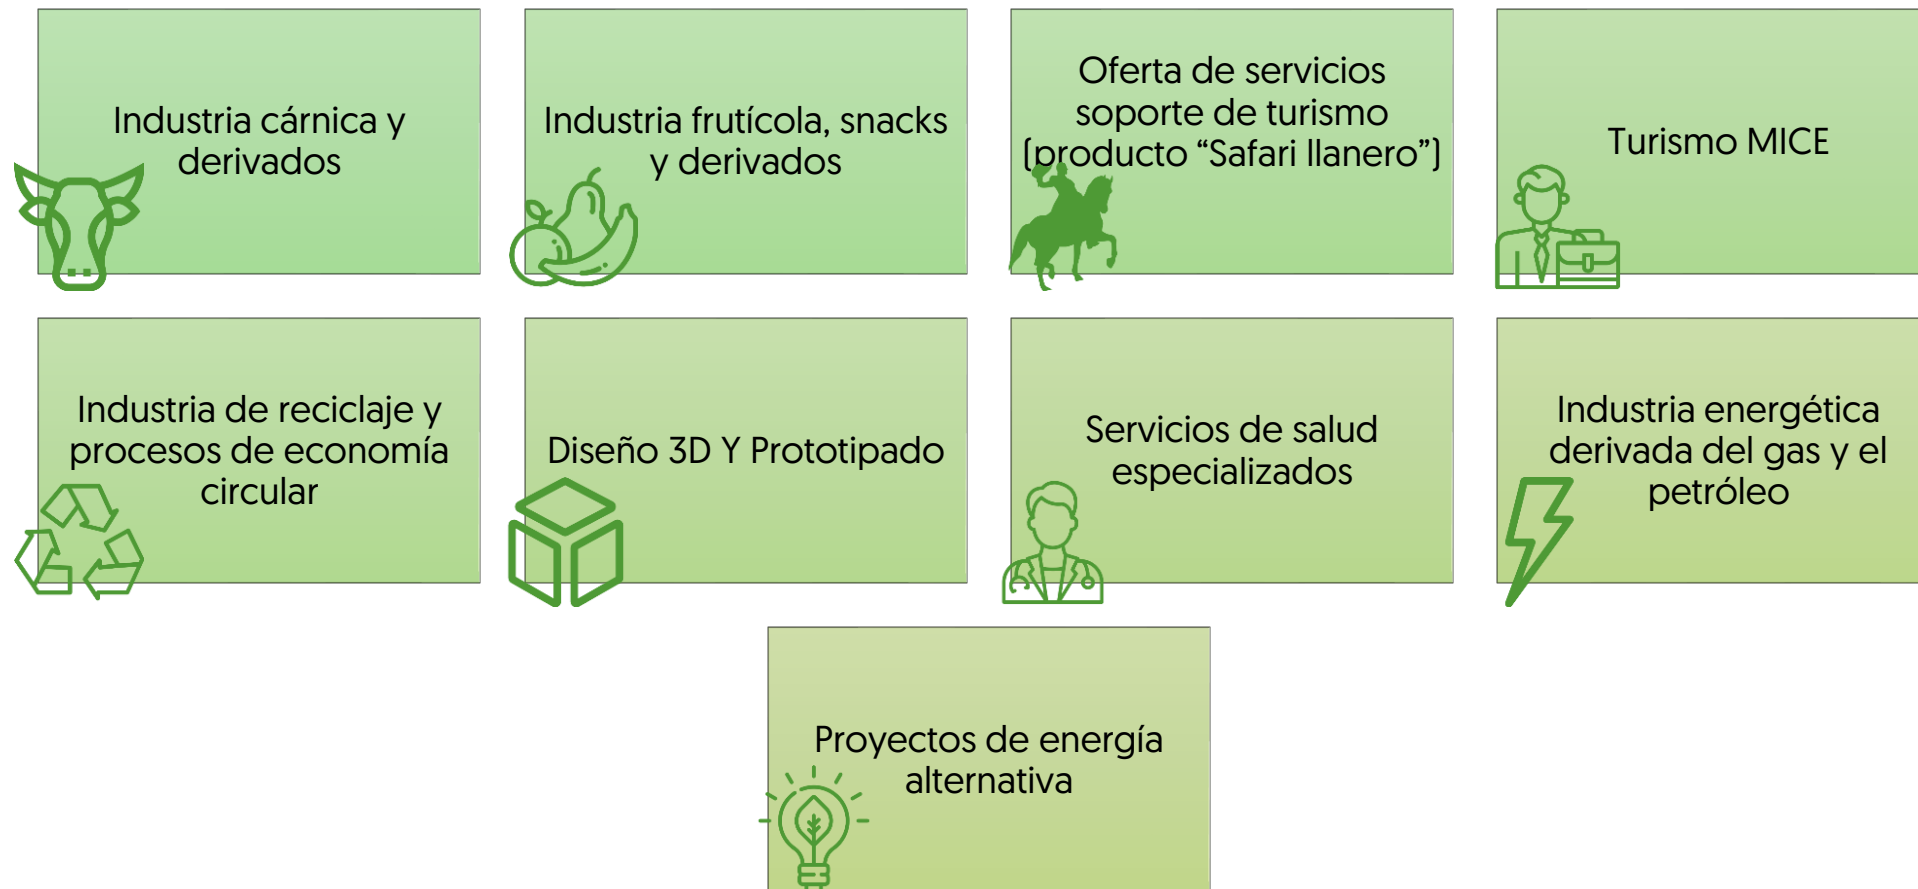 Industria cárnica y
derivados
Industria frutícola, snacks
y derivados
Oferta de servicios
soporte de turismo
(producto “Safari llanero”)
Turismo MICE
Industria de reciclaje y
procesos de economía
circular
Diseño 3D Y Prototipado
Servicios de salud
especializados
Industria energética
derivada del gas y el
petróleo
Proyectos de energía
alternativa